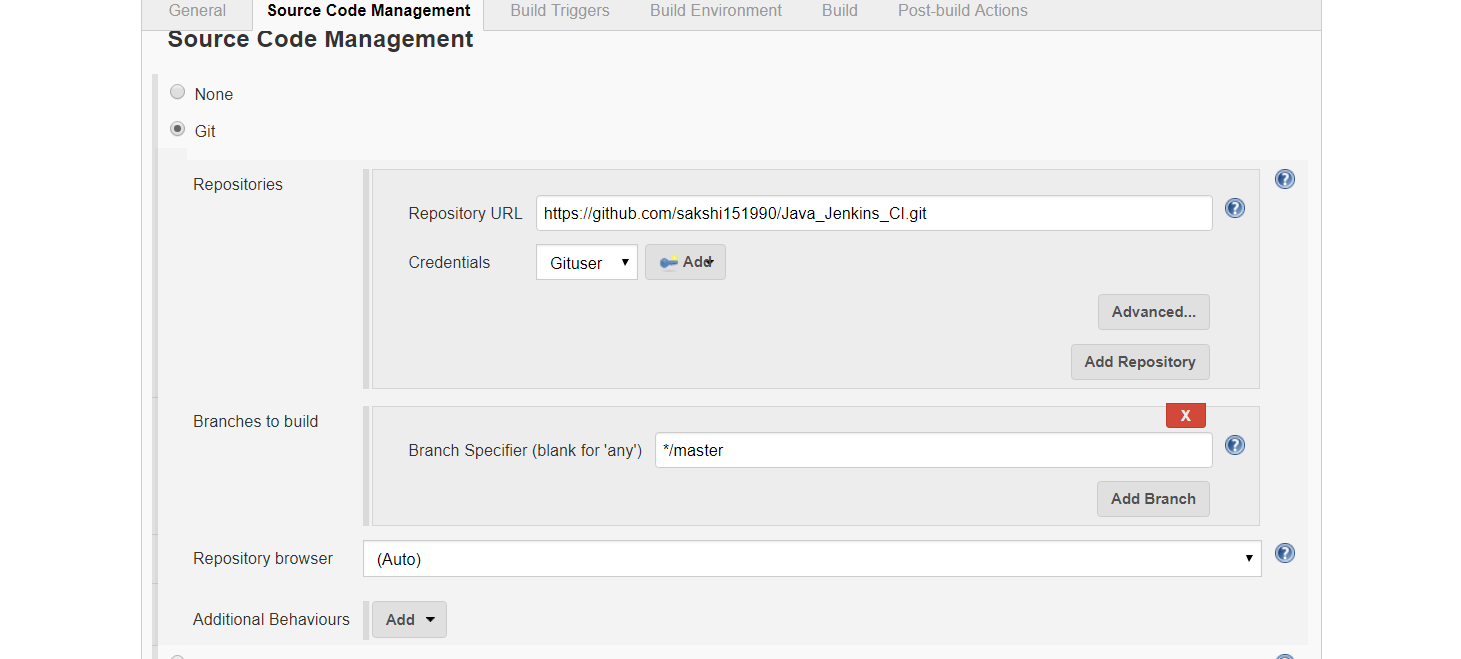 General Source Code Management Build Triggers Build Environment Build Post-build Actions
Source Code Management
None
Git
Repositories
Repository URL https://github.com/sakshi151990/Java_Jenkins_CI.git
Credentials Gituser Add
Advanced...
Add Repository
Branches to build
X
Branch Specifier (blank for 'any') */master
Add Branch
Repository browser (Auto)
Additional Behaviours Add